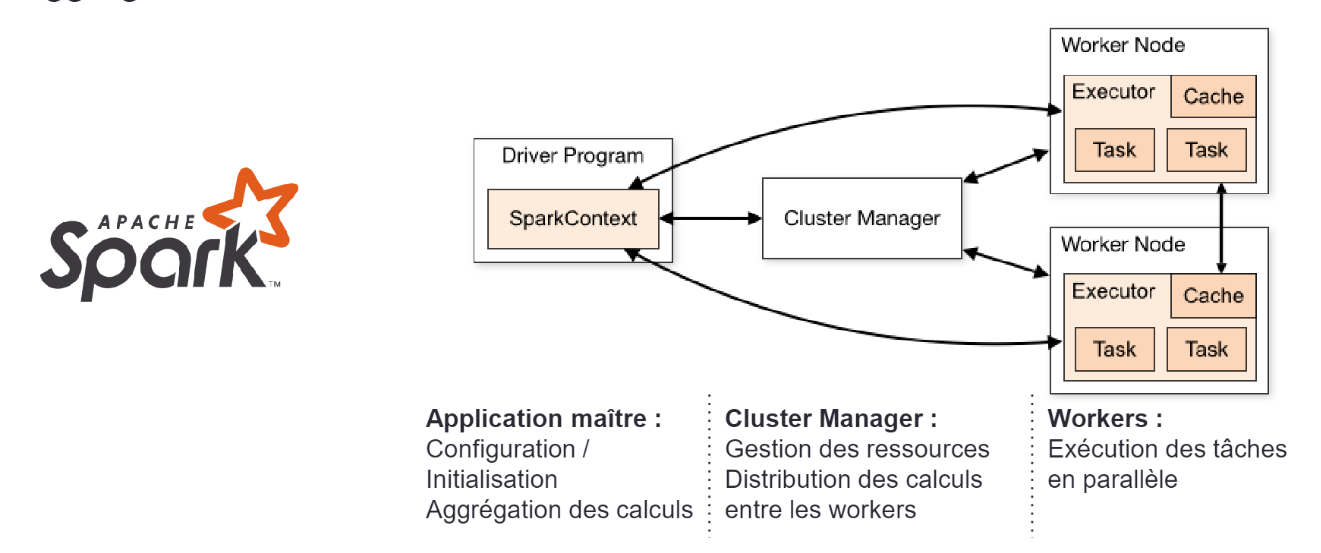 APACHE
Spark™
Driver Program
SparkContext
Cluster Manager
Worker Node
Executor
Cache
Task
Task
Worker Node
Executor
Cache
Task
Task
Application maître :
Configuration /
Initialisation
Aggrégation des calculs
Cluster Manager :
Gestion des ressources
Distribution des calculs
entre les workers
Workers :
Exécution des tâches
en parallèle